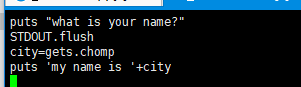 puts "what is your name?"
STDOUT.flush
city=gets.chomp
puts 'my name is '+city